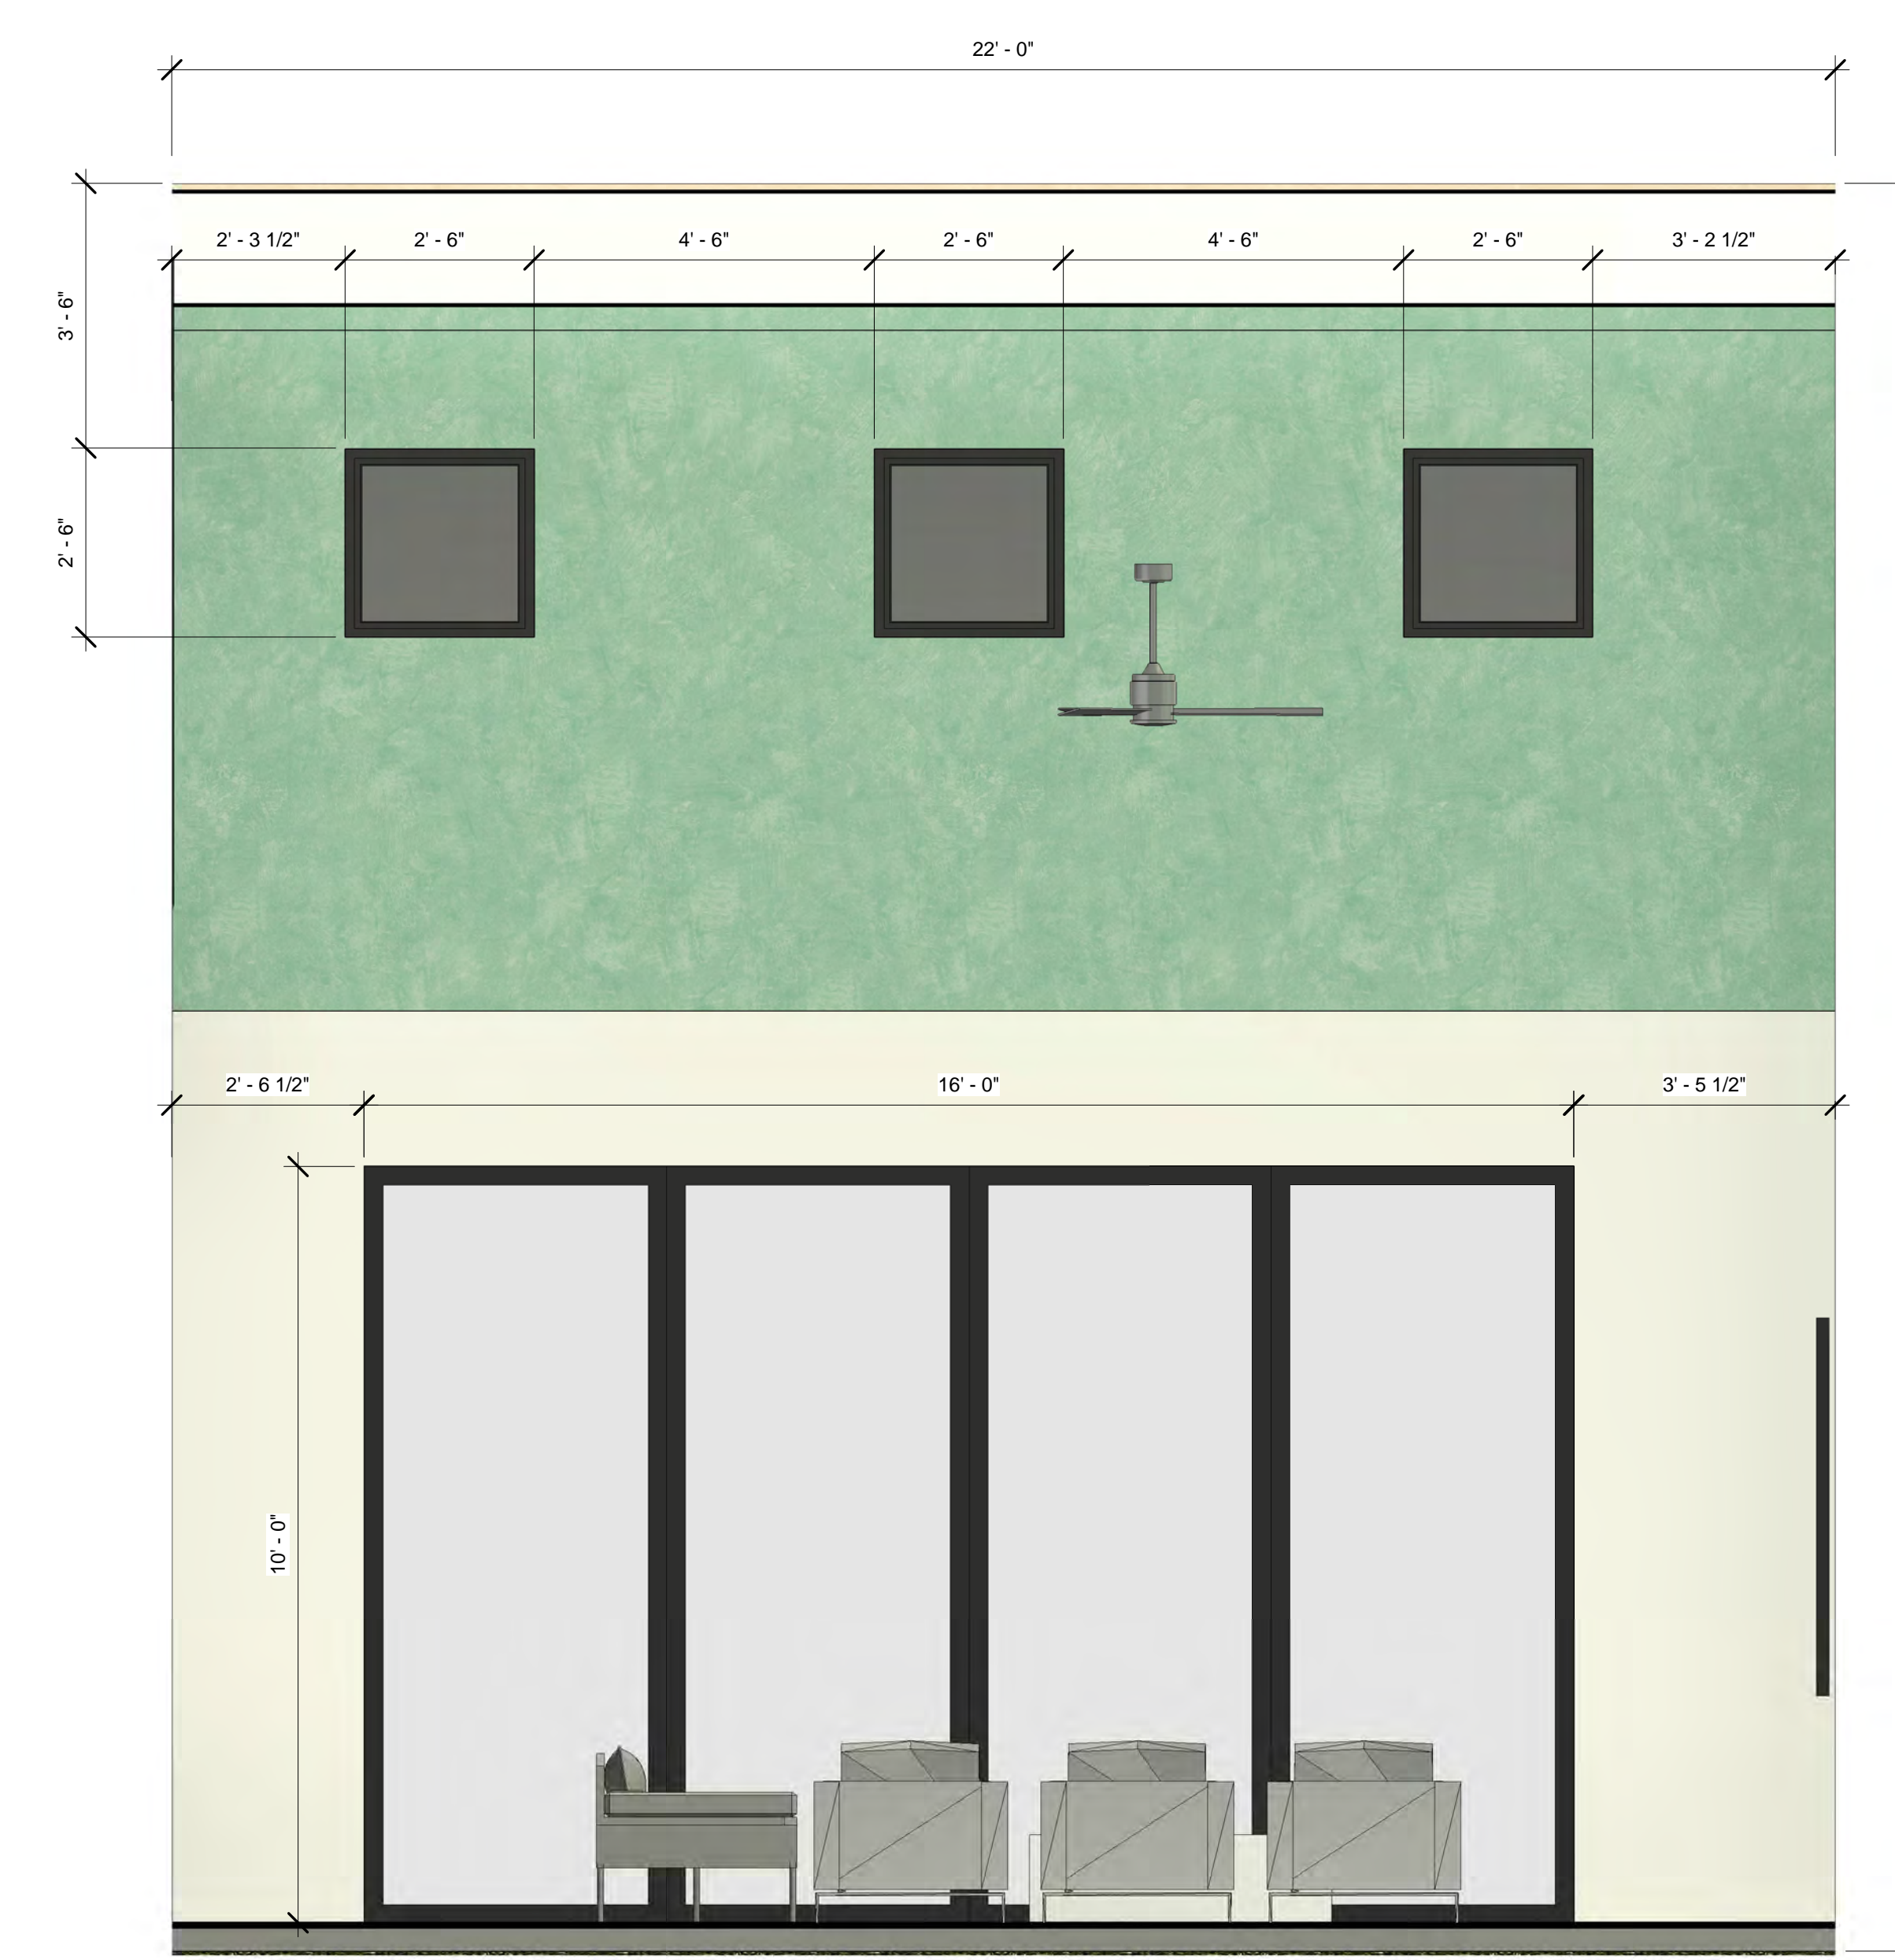 22' - 0"
2' - 3 1/2" 2' - 6" 4' - 6" 2' - 6" 4' - 6" 2' - 6" 3' - 2 1/2"
3' - 6"
2' - 6"
2' - 6 1/2" 16' - 0" 3' - 5 1/2"
10' - 0"